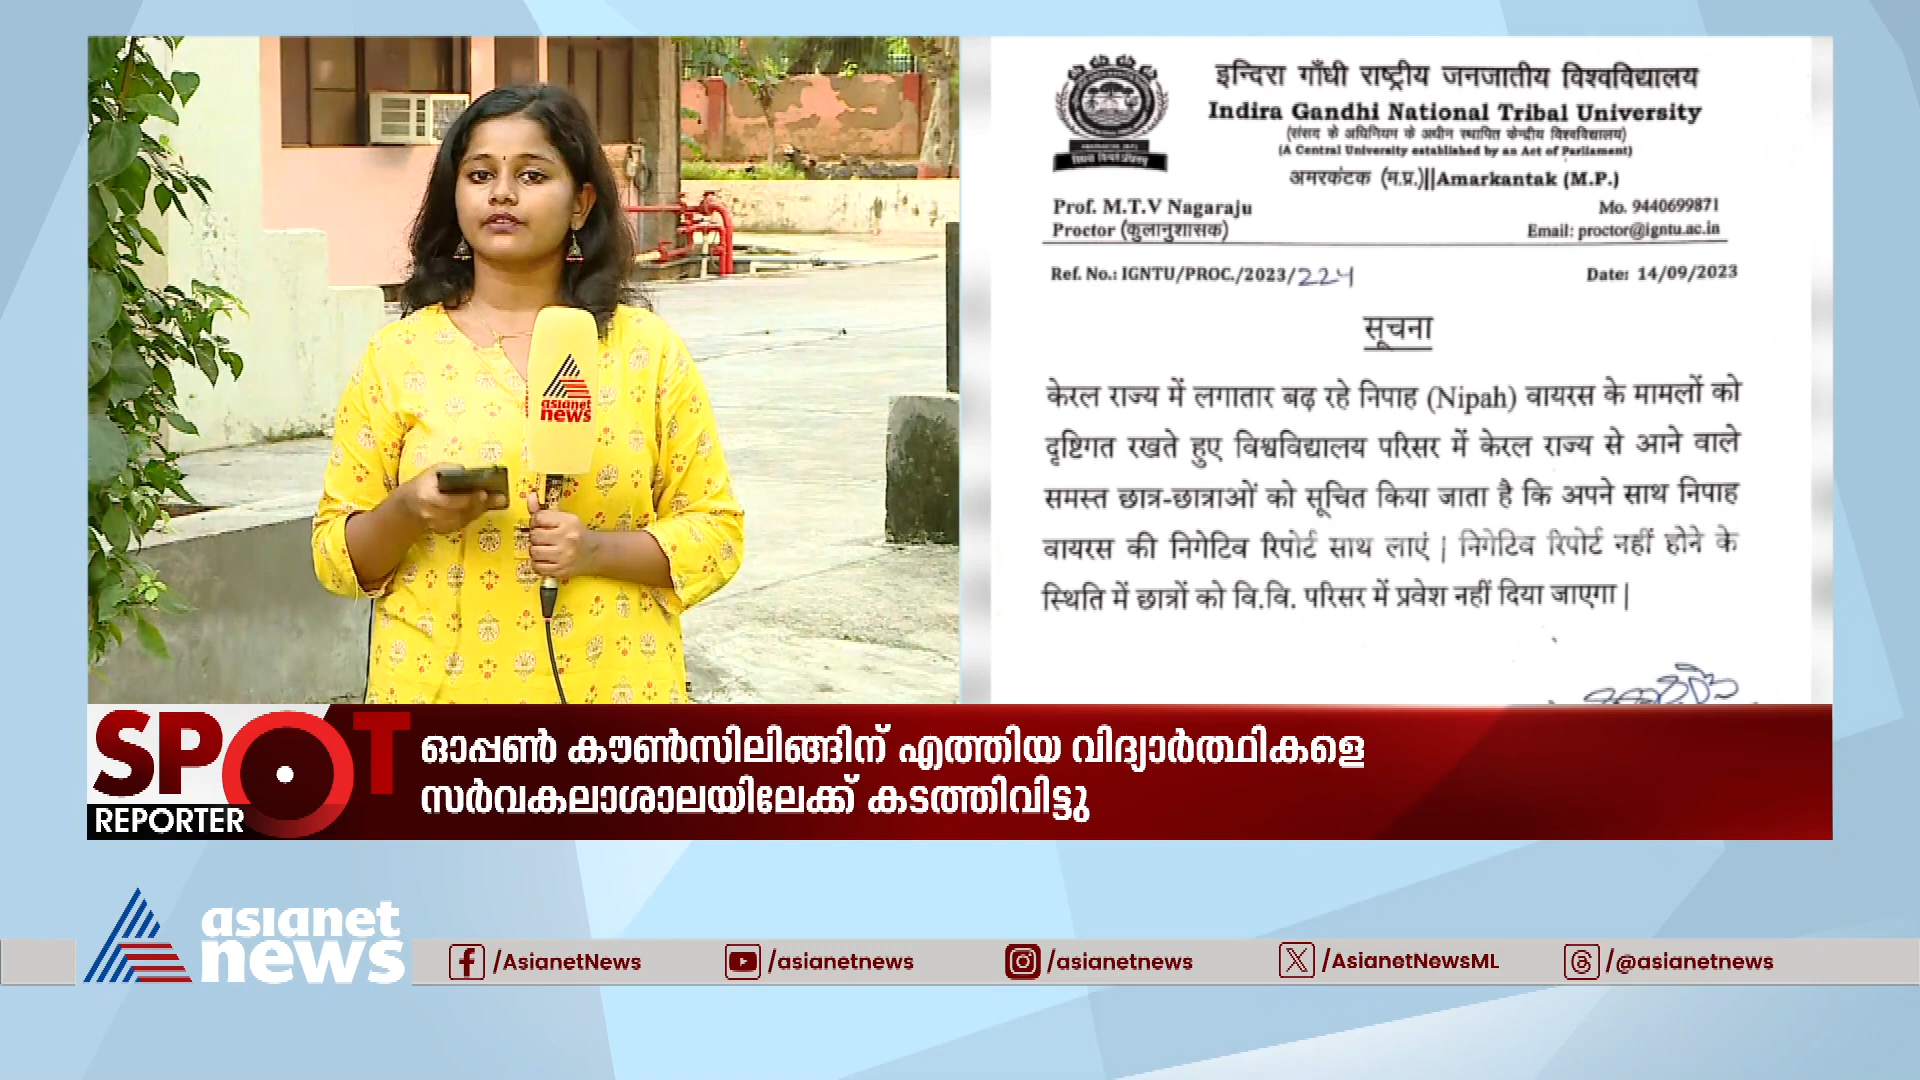 asianet
news
इन्दिरा गाँधी राष्ट्रीय जनजातीय विश्वविद्यालय
Indira Gandhi National Tribal University
(संसद के अधिनियम के अधीन स्थापित केन्द्रीय विश्वविद्यालय)
(A Central University established by an Act of Parliament)
अमरकंटक (म.प्र.)||Amarkantak (M.P.)
Prof. M.T.V Nagaraju
Mo. 9440699871
Proctor (कुलानुशासक)
Email: proctor@igntu.ac.in
Ref. No.: IGNTU/PROC./2023/224
Date: 14/09/2023
सूचना
केरल राज्य में लगातार बढ़ रहे निपाह (Nipah) वायरस के मामलों को
दृष्टिगत रखते हुए विश्वविद्यालय परिसर में केरल राज्य से आने वाले
समस्त छात्र-छात्राओं को सूचित किया जाता है कि अपने साथ निपाह
वायरस की निगेटिव रिपोर्ट साथ लाएं | निगेटिव रिपोर्ट नहीं होने के
स्थिति में छात्रों को वि.वि. परिसर में प्रवेश नहीं दिया जाएगा |
SPOT
REPORTER
ഓപ്പൺ കൗൺസിലിങ്ങിന് എത്തിയ വിദ്യാർത്ഥികളെ
സർവകലാശാലയിലേക്ക് കടത്തിവിട്ടു
asianet
news
/AsianetNews
/asianetnews
/asianetnews
/AsianetNewsML
/@asianetnews